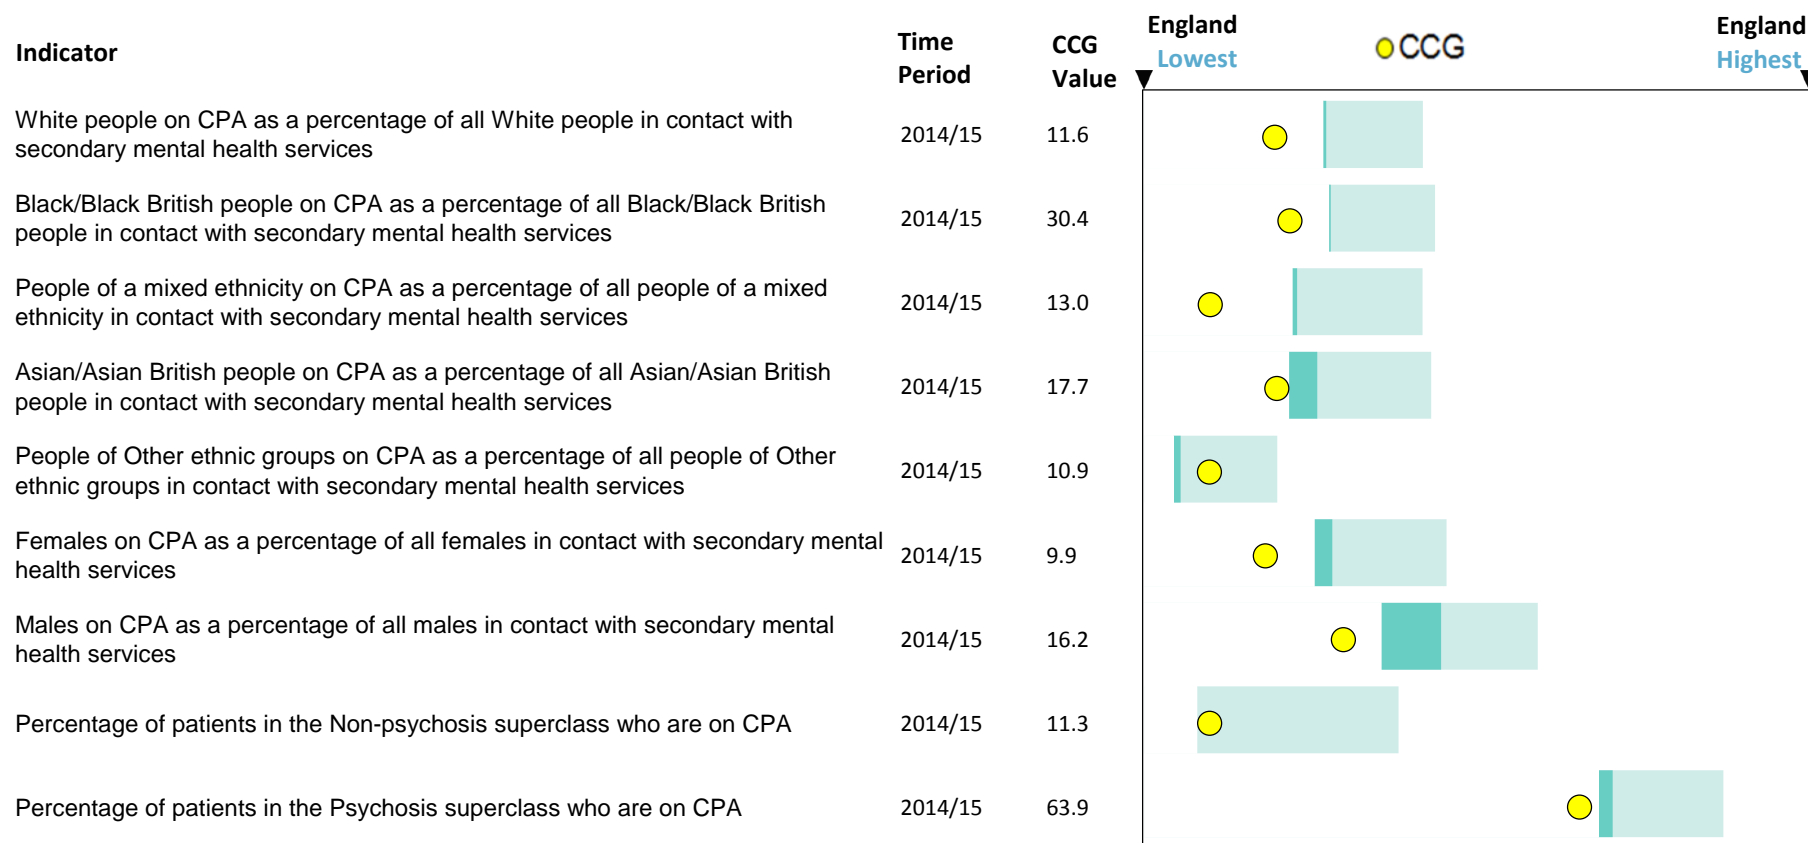 Indicator
Time
Period
CCG
Value
England
Lowest
CCG
England
Highest
White people on CPA as a percentage of all White people in contact with
secondary mental health services
2014/15
11.6
Black/Black British people on CPA as a percentage of all Black/Black British
people in contact with secondary mental health services
2014/15
30.4
People of a mixed ethnicity on CPA as a percentage of all people of a mixed
ethnicity in contact with secondary mental health services
2014/15
13.0
Asian/Asian British people on CPA as a percentage of all Asian/Asian British
people in contact with secondary mental health services
2014/15
17.7
People of Other ethnic groups on CPA as a percentage of all people of Other
ethnic groups in contact with secondary mental health services
2014/15
10.9
Females on CPA as a percentage of all females in contact with secondary mental
health services
2014/15
9.9
Males on CPA as a percentage of all males in contact with secondary mental
health services
2014/15
16.2
Percentage of patients in the Non-psychosis superclass who are on CPA
2014/15
11.3
Percentage of patients in the Psychosis superclass who are on CPA
2014/15
63.9